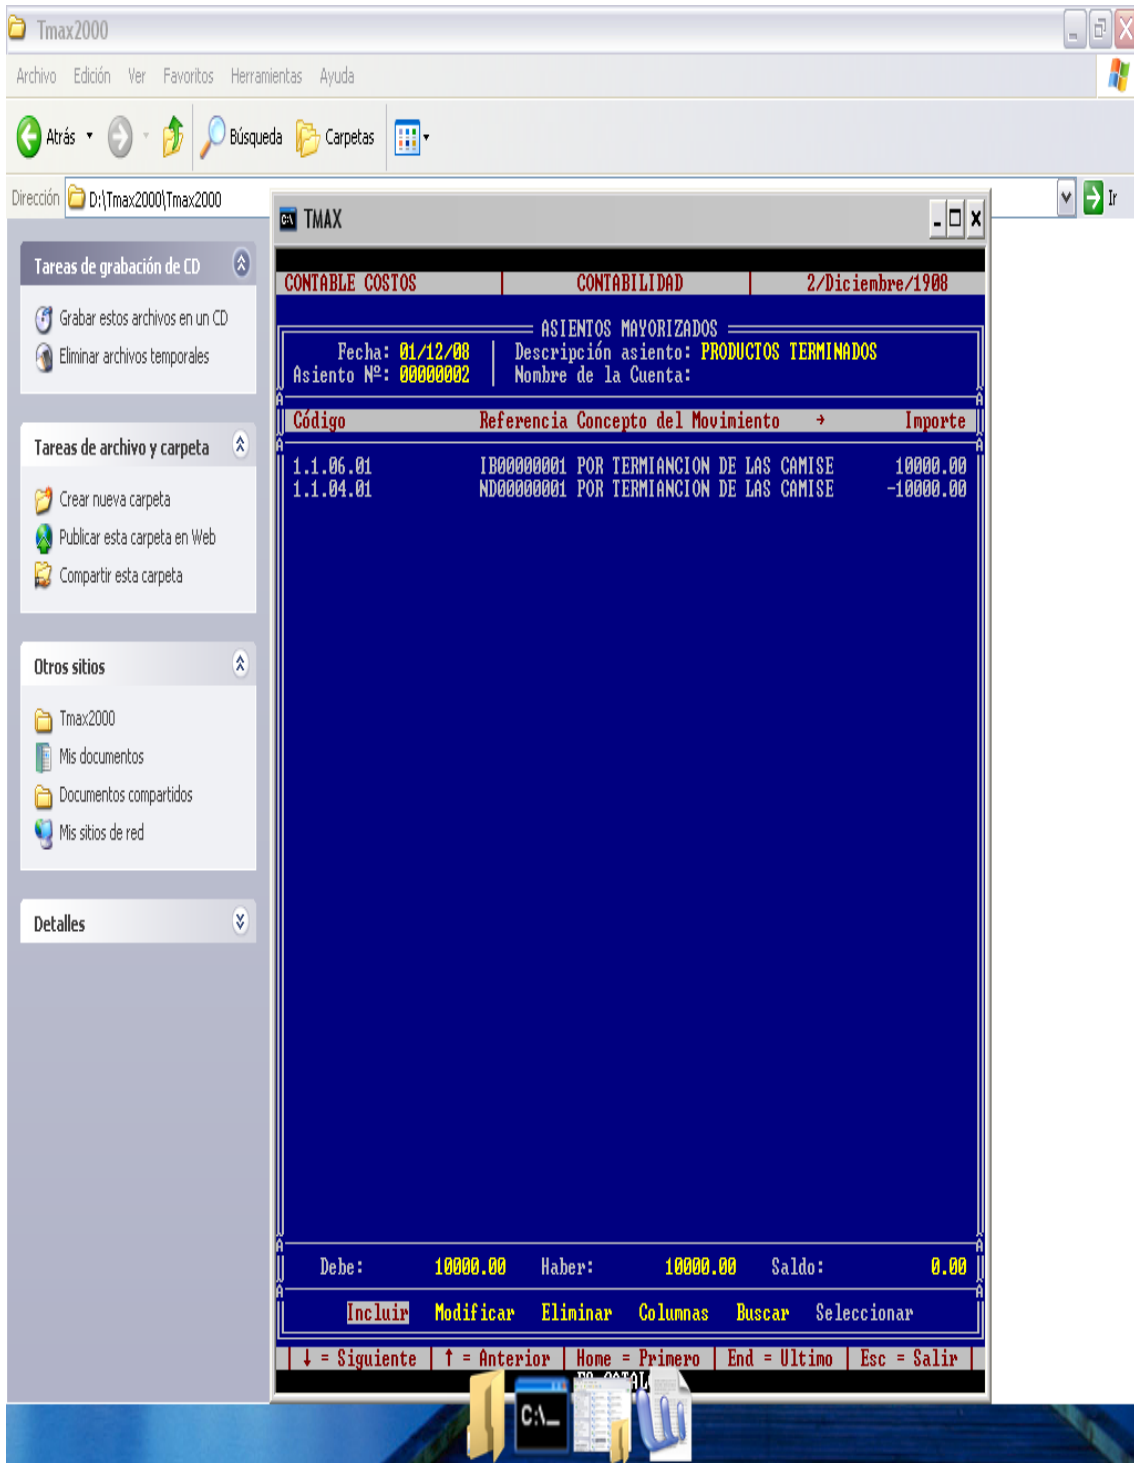 Tmax2000
Archivo Edición Ver Favoritos Herramientas Ayuda
Atrás Búsqueda Carpetas
Dirección D:\Tmax2000\Tmax2000 Ir
Tareas de grabación de CD
Grabar estos archivos en un CD
Eliminar archivos temporales
Tareas de archivo y carpeta
Crear nueva carpeta
Publicar esta carpeta en Web
Compartir esta carpeta
Otros sitios
Tmax2000
Mis documentos
Documentos compartidos
Mis sitios de red
Detalles
TMAX
CONTABLE COSTOS CONTABILIDAD 2/Diciembre/1908
ASIENTOS MAYORIZADOS
Fecha: 01/12/08 Descripción asiento: PRODUCTOS TERMINADOS
Asiento Nº: 00000002 Nombre de la Cuenta:
Código Referencia Concepto del Movimiento → Importe
1.1.06.01 IB00000001 POR TERMIANCION DE LAS CAMISE 10000.00
1.1.04.01 ND00000001 POR TERMIANCION DE LAS CAMISE -10000.00
Debe: 10000.00 Haber: 10000.00 Saldo: 0.00
Incluir Modificar Eliminar Columnas Buscar Seleccionar
↓ = Siguiente ↑ = Anterior Home = Primero End = Ultimo Esc = Salir
C:\_